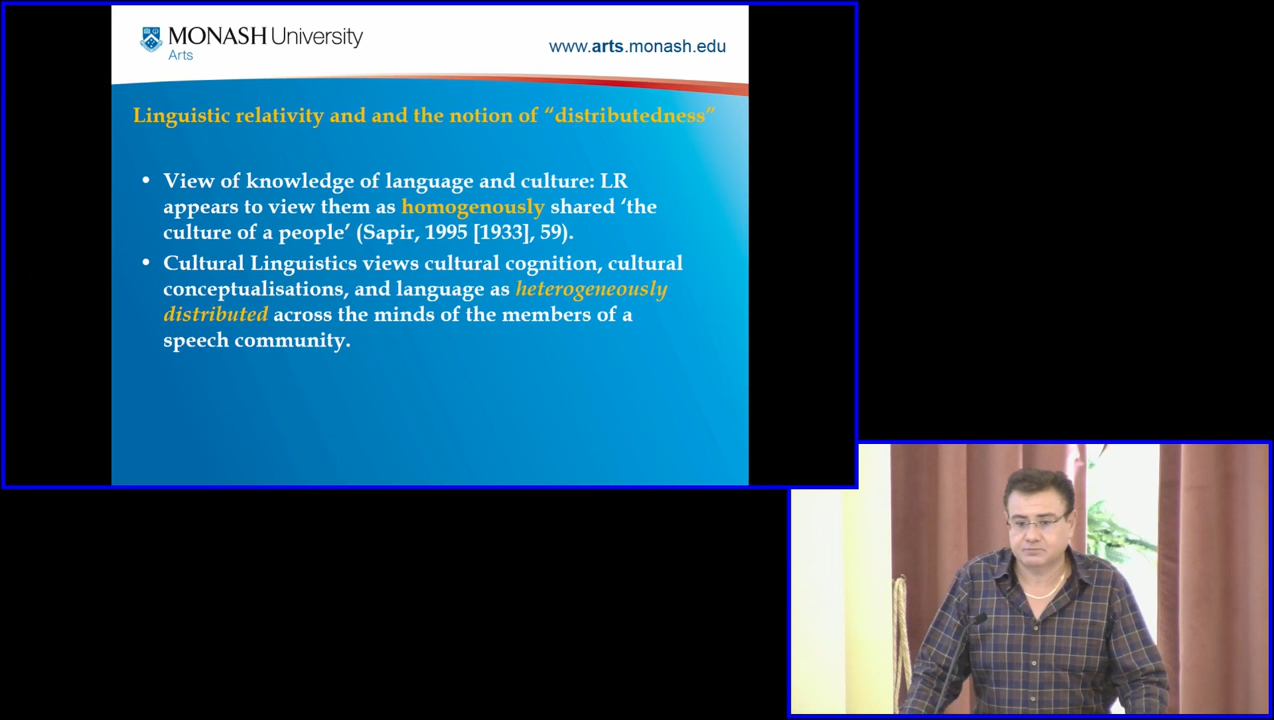 MONASH University
Arts
www.arts.monash.edu
Linguistic relativity and and the notion of “distributedness”
• View of knowledge of language and culture: LR
appears to view them as homogenously shared ‘the
culture of a people’ (Sapir, 1995 [1933], 59).
• Cultural Linguistics views cultural cognition, cultural
conceptualisations, and language as heterogeneously
distributed across the minds of the members of a
speech community.